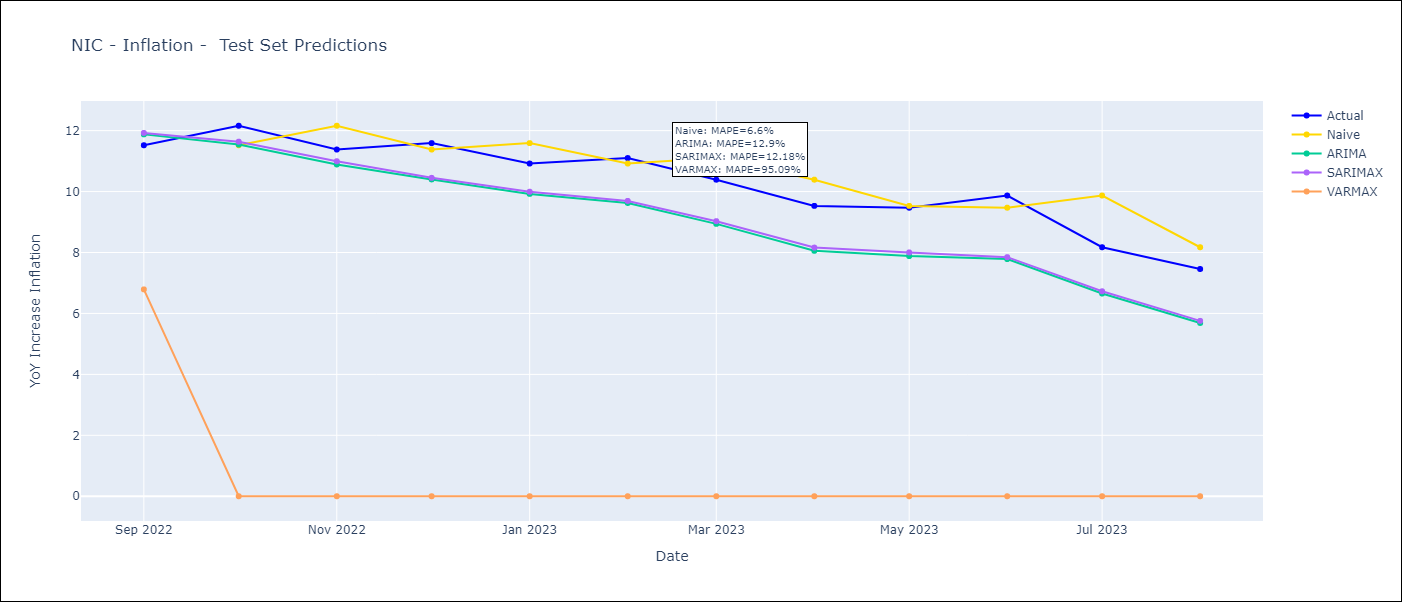 NIC - Inflation -  Test Set Predictions
Naive: MAPE=6.6%
ARIMA: MAPE=12.9%
SARIMAX: MAPE=12.18%
VARMAX: MAPE=95.09%
Actual
Naive
ARIMA
SARIMAX
VARMAX
YoY Increase Inflation
12
10
8
6
4
2
0
Sep 2022
Nov 2022
Jan 2023
Mar 2023
May 2023
Jul 2023
Date